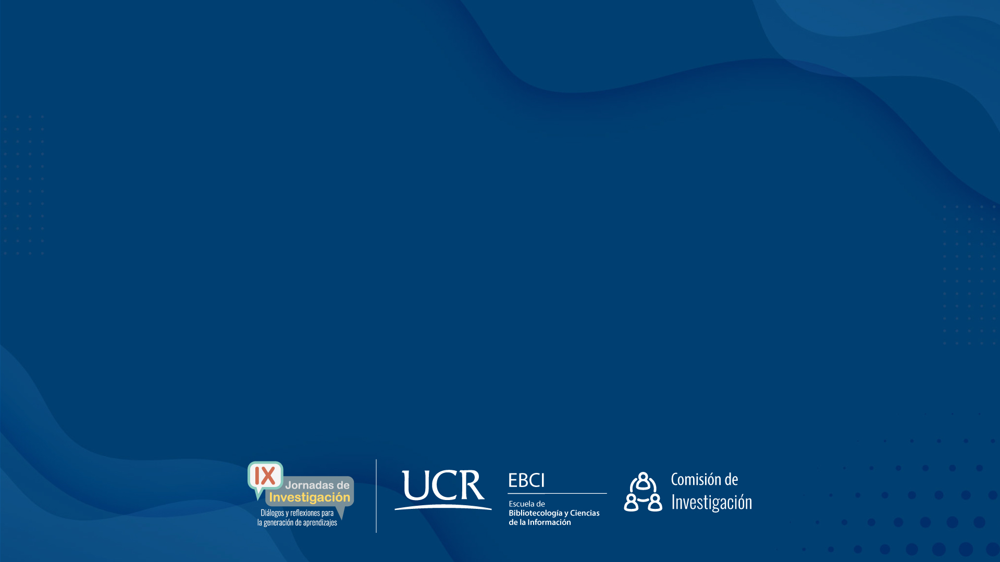 IX
Jornadas de
Investigación
Diálogos y reflexiones para
la generación de aprendizajes
UCR
EBCI
Escuela de
Bibliotecología y Ciencias
de la Información
Comisión de
Investigación